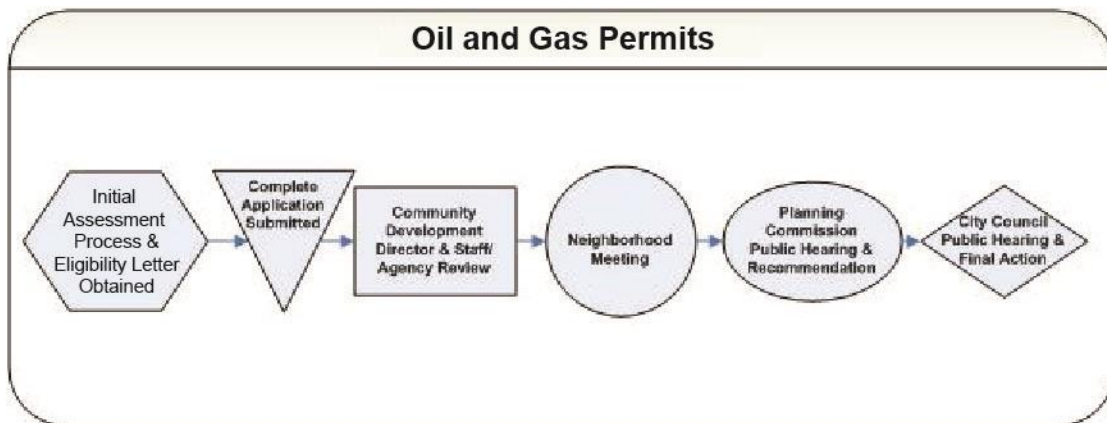 Oil and Gas Permits
Initial
Assessment
Process &
Eligibility Letter
Obtained
Complete
Application
Submitted
Community
Development
Director & Staff/
Agency Review
Neighborhood
Meeting
Planning
Commission
Public Hearing &
Recommendation
City Council
Public Hearing &
Final Action